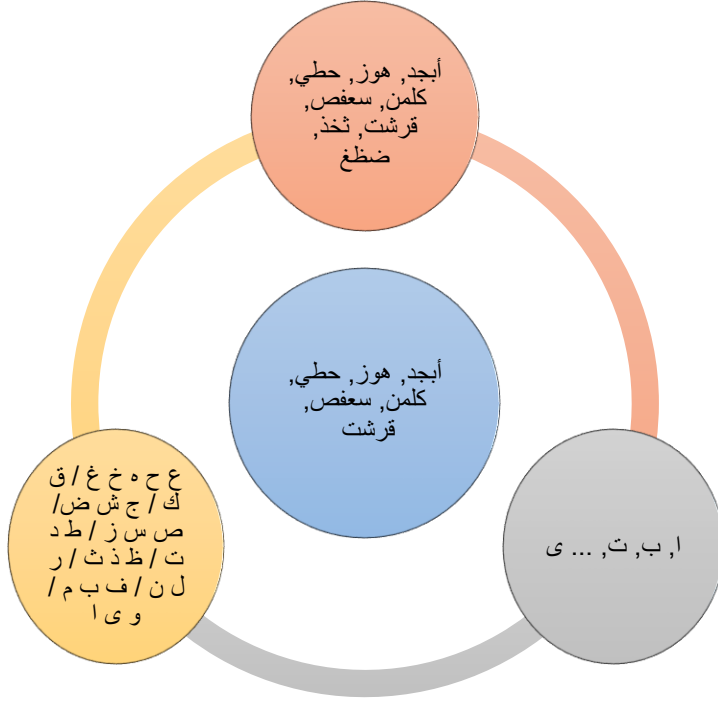 أبجد, هوز, حطي,
كلمن, سعفص,
قرشت, ثخذ,
ضظغ
أبجد, هوز, حطي,
كلمن, سعفص,
قرشت
ا, ب, ت, ... ى
ع ح ه خ غ / ق
ك / ج ش ض/
ص س ز / ط د
ت / ظ ذ ث / ر
ل ن / ف ب م /
و ى ا